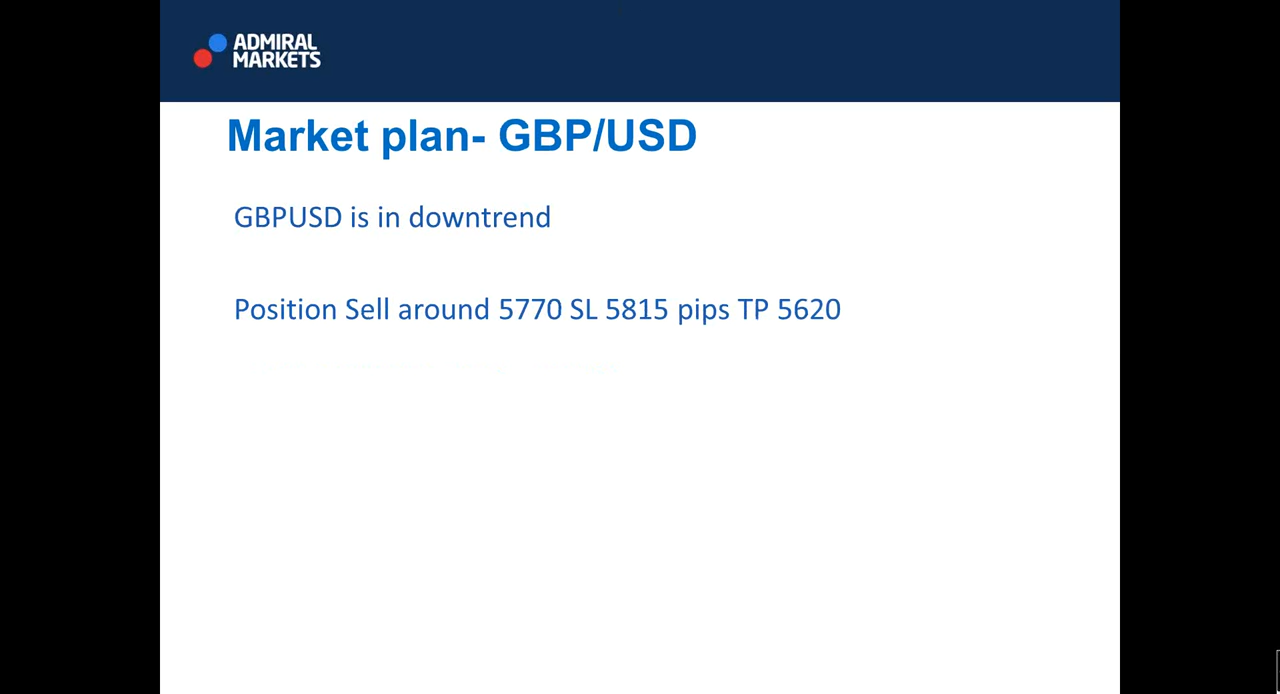 ADMIRAL
MARKETS
Market plan- GBP/USD
GBPUSD is in downtrend
Position Sell around 5770 SL 5815 pips TP 5620